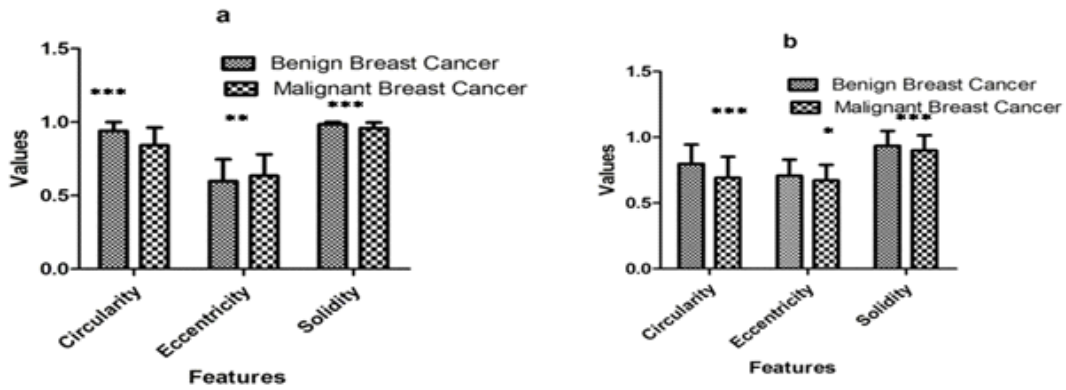 a
1.5
1.0
0.5
0.0
Values
Benign Breast Cancer
Malignant Breast Cancer
***
**
***
Circularity
Eccentricity
Solidity
Features
b
1.5
1.0
0.5
0.0
Values
Benign Breast Cancer
Malignant Breast Cancer
***
*
***
Circularity
Eccentricity
Solidity
Features